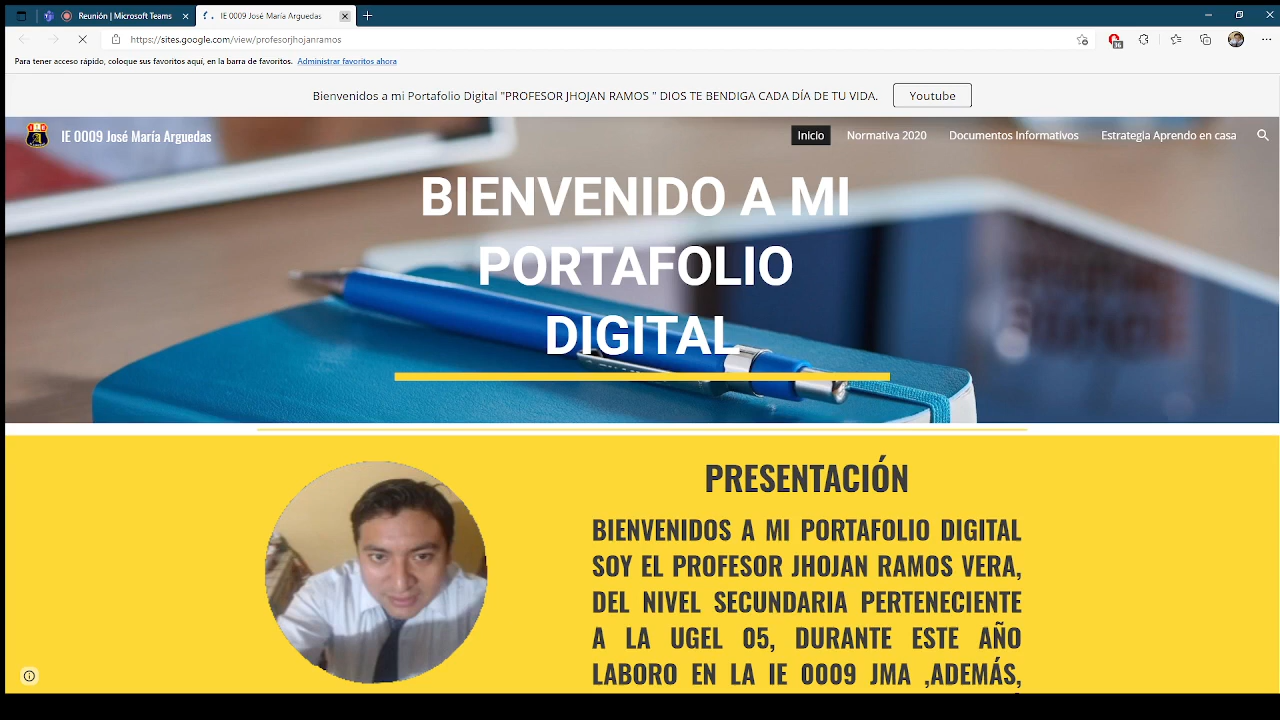 Reunión | Microsoft Teams
IE 0009 José María Arguedas
https://sites.google.com/view/profesorjhojanramos
36
Para tener acceso rápido, coloque sus favoritos aquí, en la barra de favoritos. Administrar favoritos ahora
Bienvenidos a mi Portafolio Digital "PROFESOR JHOJAN RAMOS " DIOS TE BENDIGA CADA DÍA DE TU VIDA. Youtube
IE 0009 José María Arguedas
Inicio Normativa 2020 Documentos Informativos Estrategia Aprendo en casa
BIENVENIDO A MI
PORTAFOLIO
DIGITAL
PRESENTACIÓN
BIENVENIDOS A MI PORTAFOLIO DIGITAL
SOY EL PROFESOR JHOJAN RAMOS VERA,
DEL NIVEL SECUNDARIA PERTENECIENTE
A LA UGEL 05, DURANTE ESTE AÑO
LABORO EN LA IE 0009 JMA ,ADEMÁS,